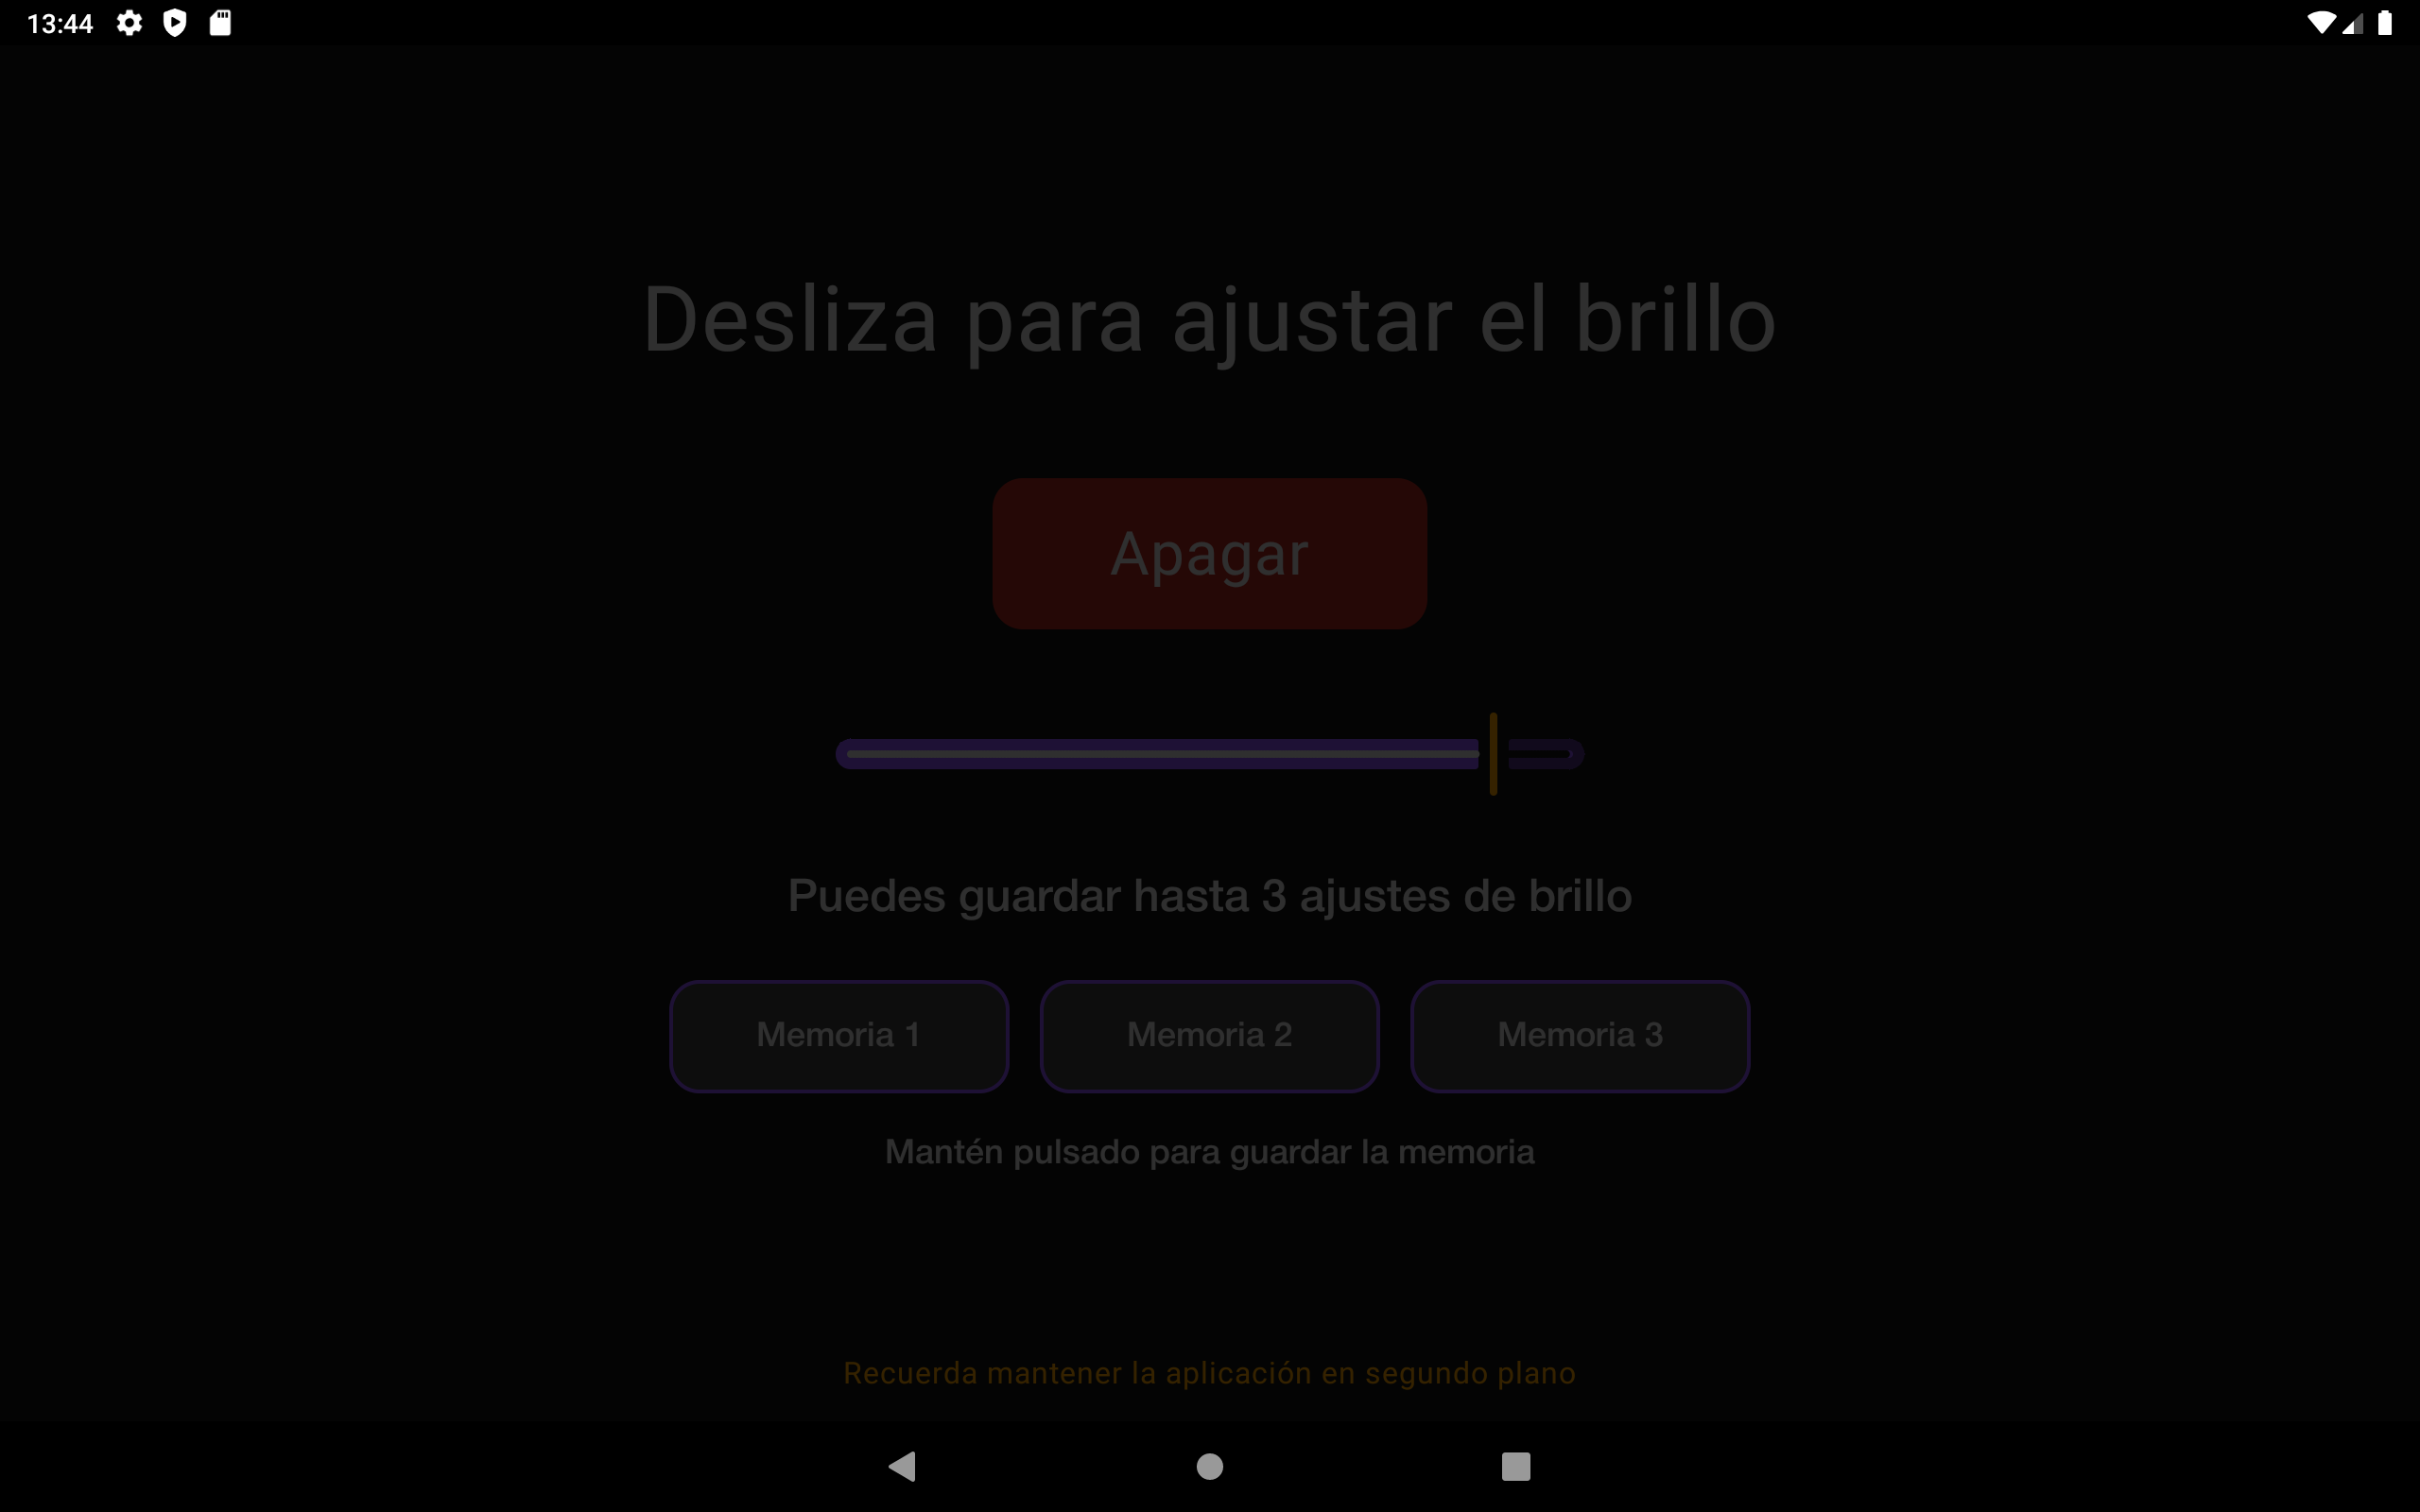 13:44
Desliza para ajustar el brillo
Apagar
Puedes guardar hasta 3 ajustes de brillo
Memoria 1
Memoria 2
Memoria 3
Mantén pulsado para guardar la memoria
Recuerda mantener la aplicación en segundo plano